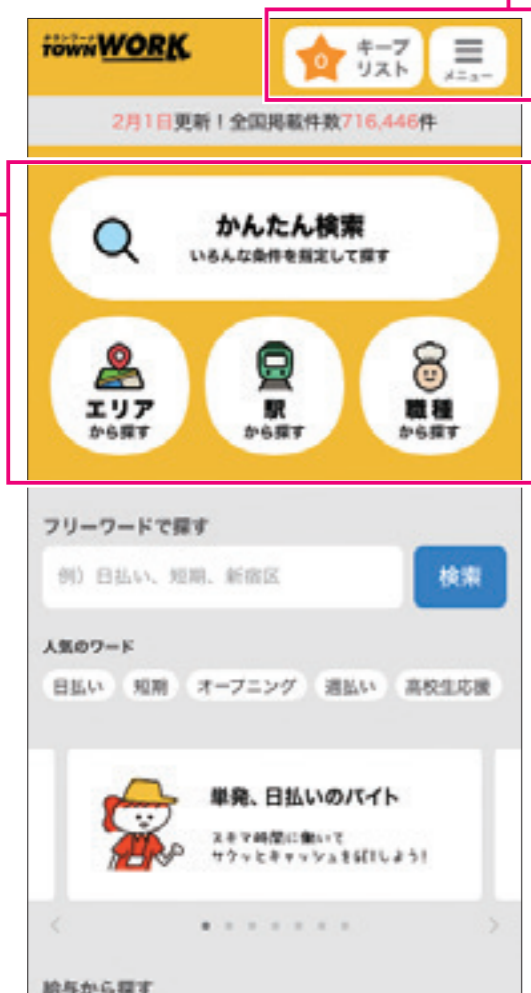 タウンワーク
TOWN WORK
0
キープ
リスト
メニュー
2月1日更新！全国掲載件数716,446件
かんたん検索
いろんな条件を指定して探す
エリア
から探す
駅
から探す
職種
から探す
フリーワードで探す
例）日払い、短期、新宿区
検索
人気のワード
日払い 短期 オープニング 週払い 高校生応援
単発、日払いのバイト
スキマ時間に働いて
サクッとキャッシュをGETしよう!
給与から探す